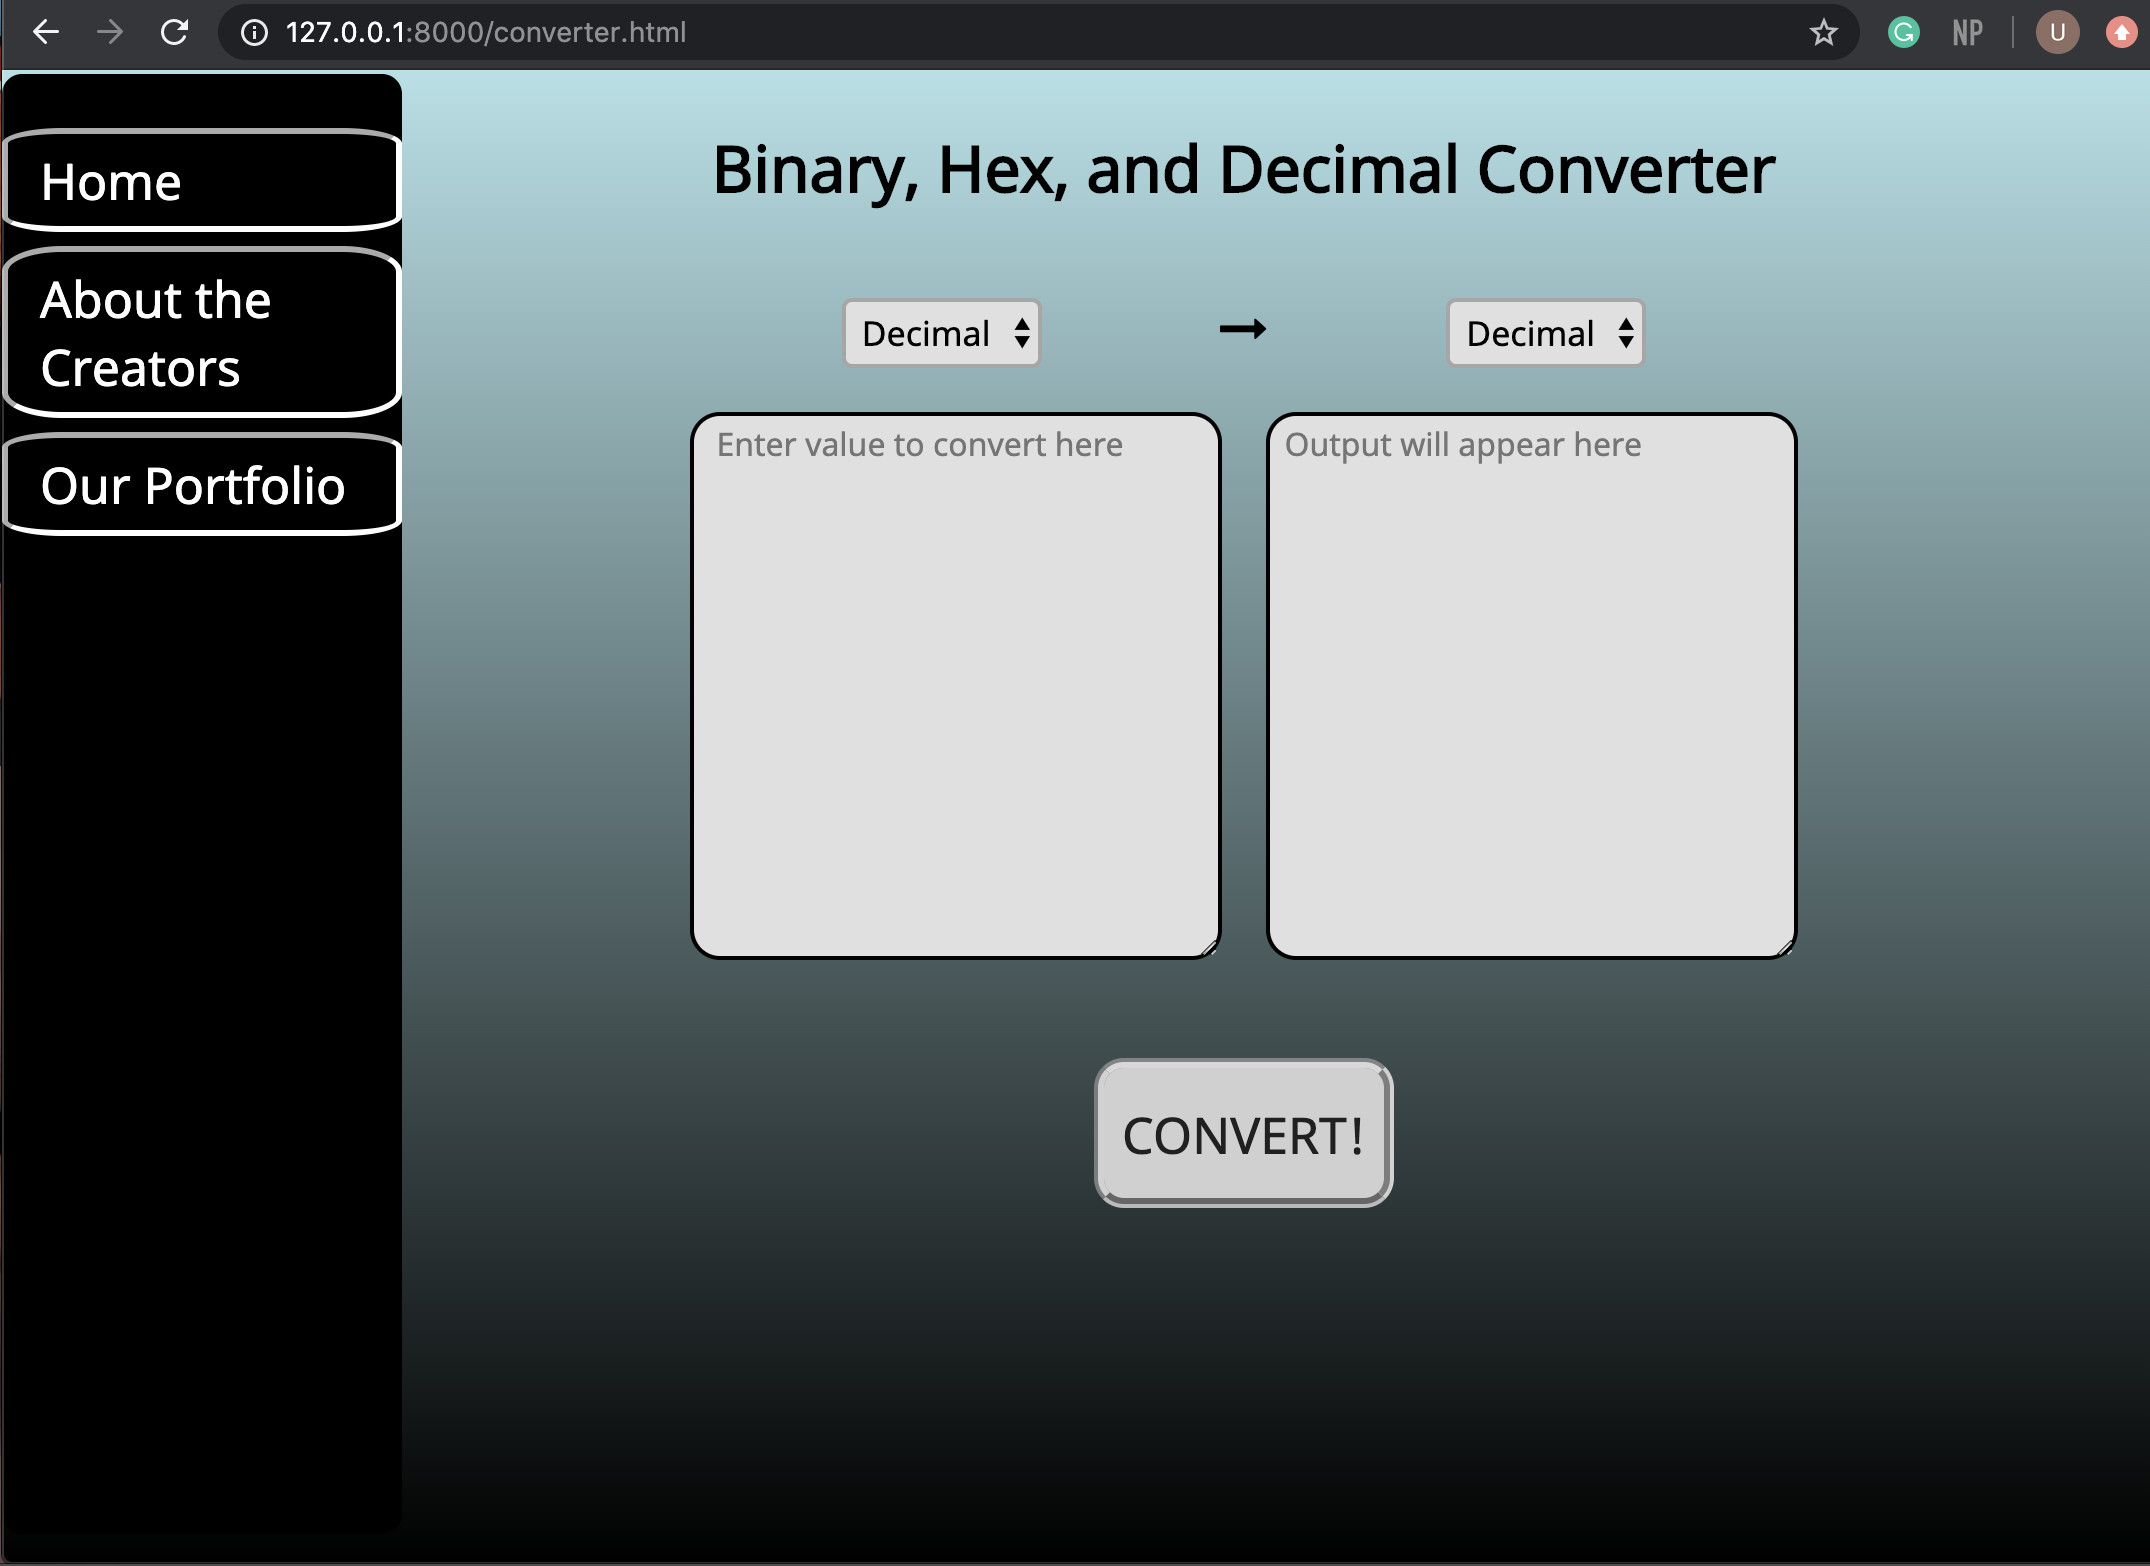 127.0.0.1:8000/converter.html
NP
U
Home
About the
Creators
Our Portfolio
Binary, Hex, and Decimal Converter
Decimal
Decimal
Enter value to convert here
Output will appear here
CONVERT!